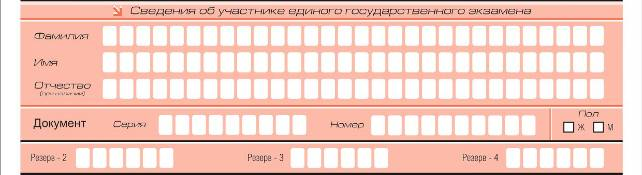 Сведения об участнике единого государственного экзамена
Фамилия
Имя
Отчество
(при наличии)
Документ Серия Номер Пол
Ж М
Резерв - 2 Резерв - 3 Резерв - 4